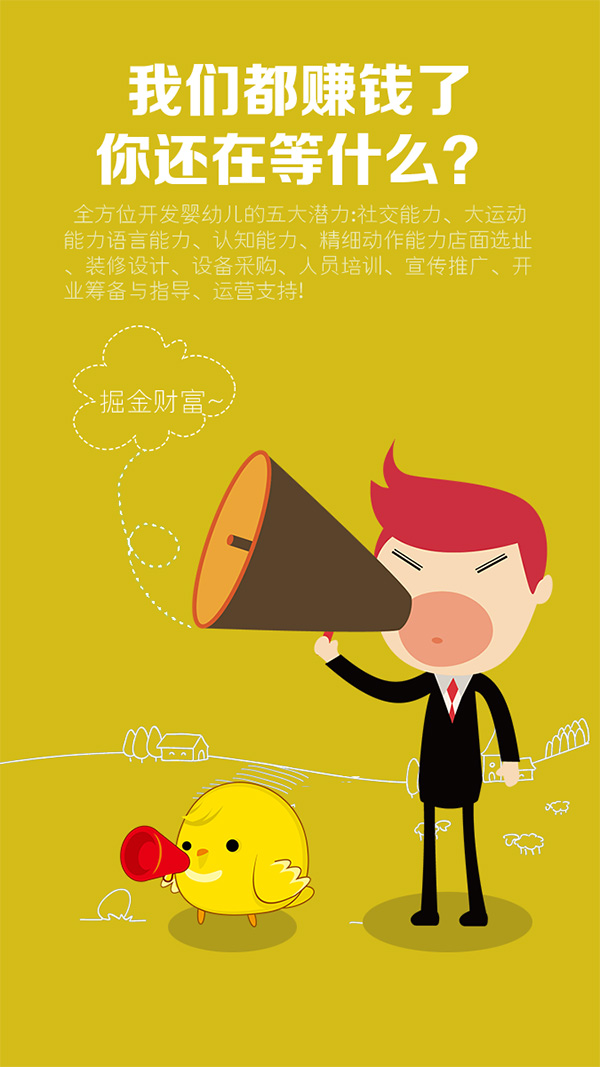 我们都赚钱了
你还在等什么?
全方位开发婴幼儿的五大潜力:社交能力、大运动
能力语言能力、认知能力、精细动作能力店面选址
、装修设计、设备采购、人员培训、宣传推广、开
业筹备与指导、运营支持!
掘金财富~